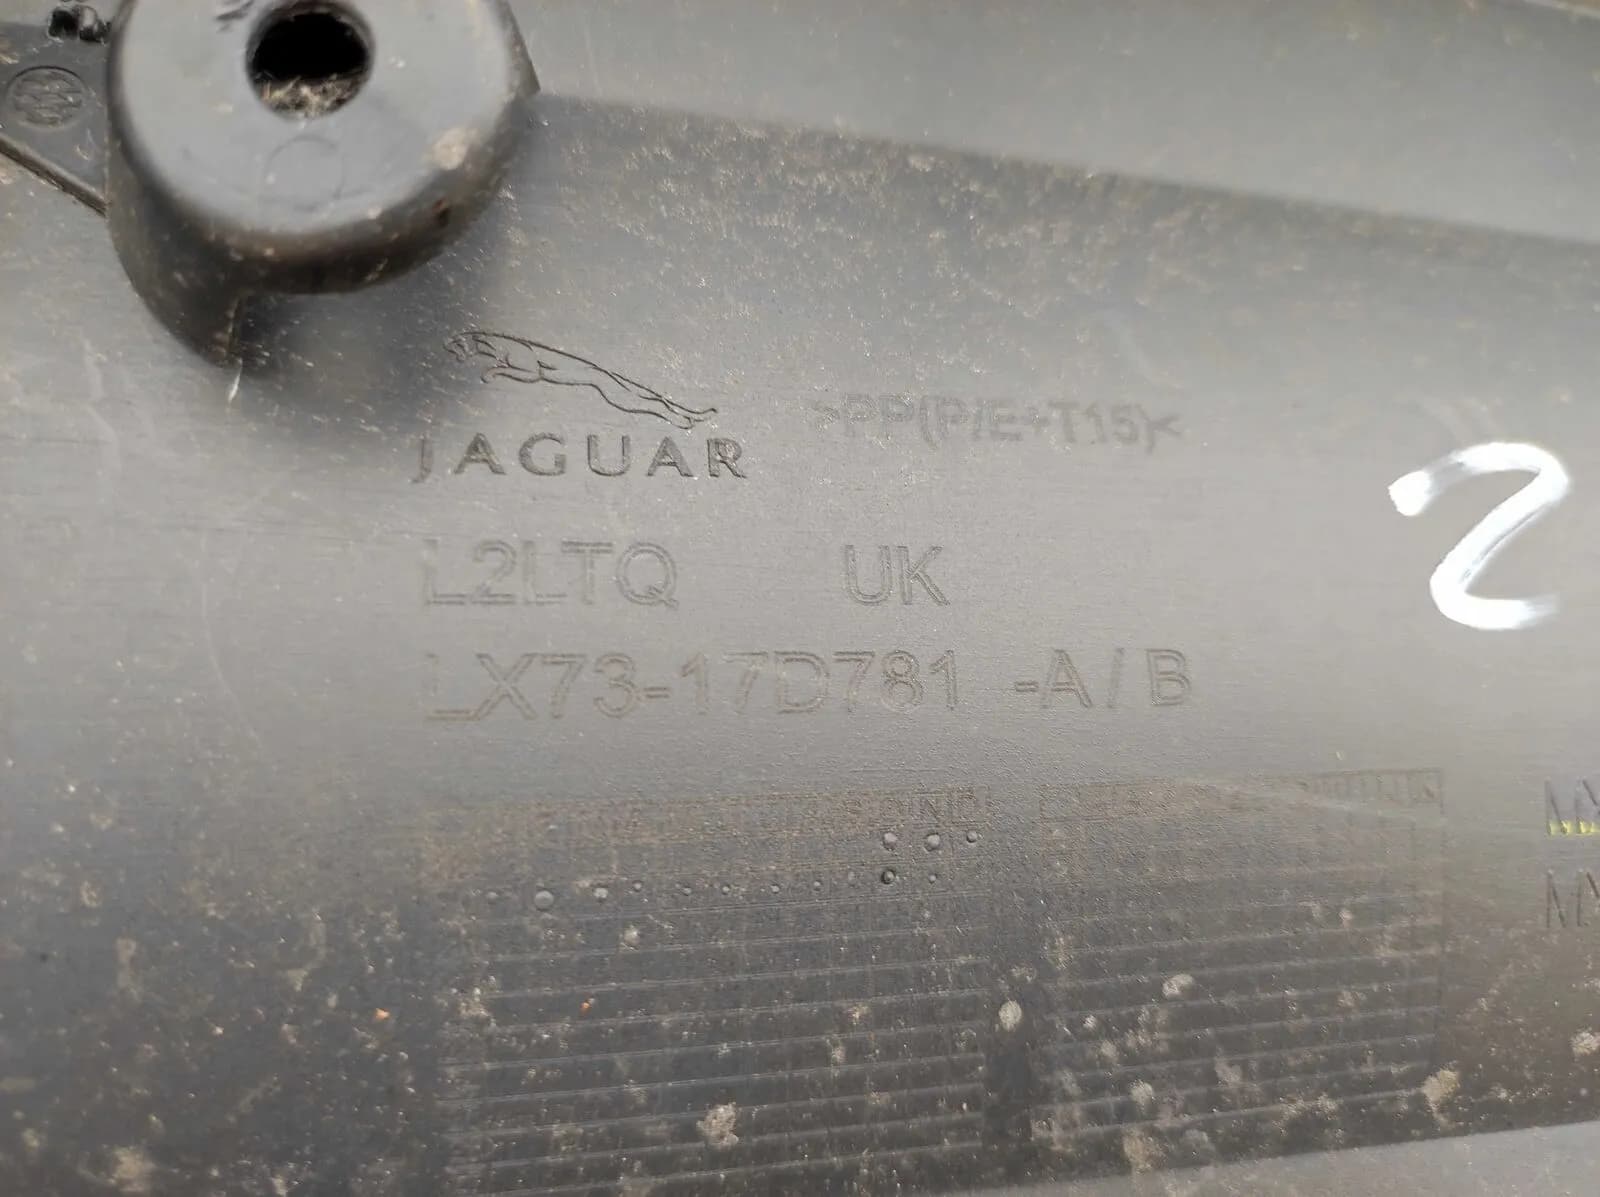 JAGUAR
>PP(P/E+T15)<
L2LTQ UK
LX73-17D781 -A/B
2